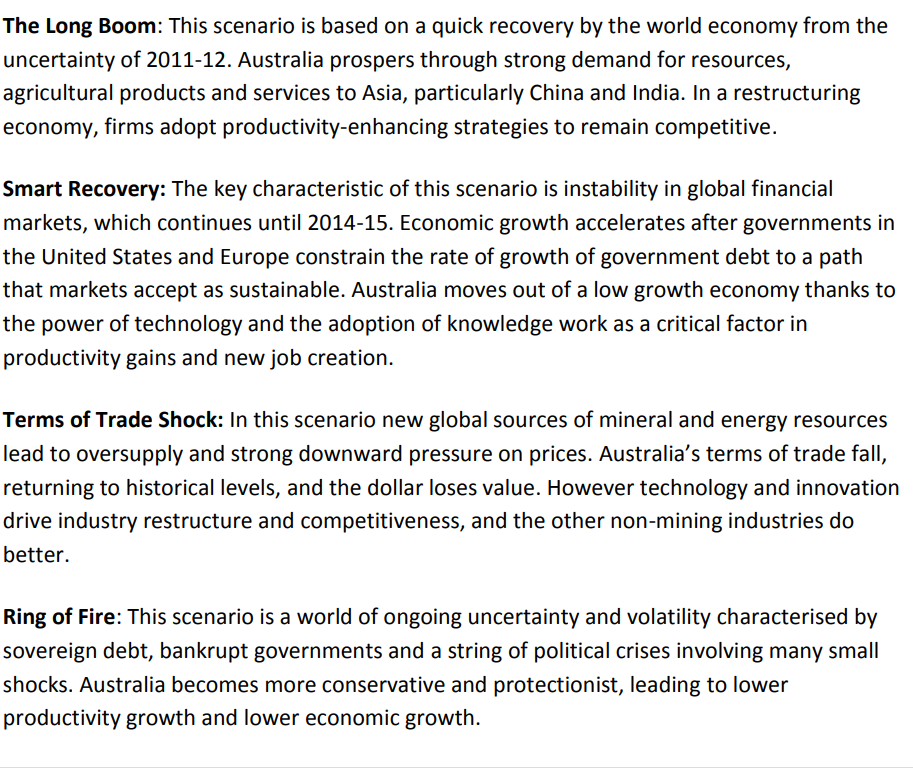 The Long Boom: This scenario is based on a quick recovery by the world economy from the
uncertainty of 2011-12. Australia prospers through strong demand for resources,
agricultural products and services to Asia, particularly China and India. In a restructuring
economy, firms adopt productivity-enhancing strategies to remain competitive.
Smart Recovery: The key characteristic of this scenario is instability in global financial
markets, which continues until 2014-15. Economic growth accelerates after governments in
the United States and Europe constrain the rate of growth of government debt to a path
that markets accept as sustainable. Australia moves out of a low growth economy thanks to
the power of technology and the adoption of knowledge work as a critical factor in
productivity gains and new job creation.
Terms of Trade Shock: In this scenario new global sources of mineral and energy resources
lead to oversupply and strong downward pressure on prices. Australia’s terms of trade fall,
returning to historical levels, and the dollar loses value. However technology and innovation
drive industry restructure and competitiveness, and the other non-mining industries do
better.
Ring of Fire: This scenario is a world of ongoing uncertainty and volatility characterised by
sovereign debt, bankrupt governments and a string of political crises involving many small
shocks. Australia becomes more conservative and protectionist, leading to lower
productivity growth and lower economic growth.